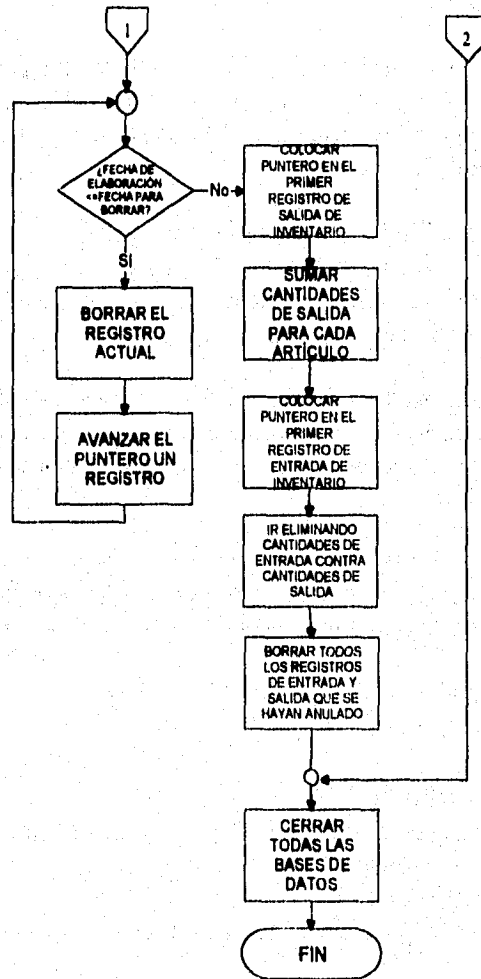 1
2
¿FECHA DE
ELABORACIÓN
<=FECHA PARA
BORRAR?
No
SI
BORRAR EL
REGISTRO
ACTUAL
AVANZAR EL
PUNTERO UN
REGISTRO
COLOCAR
PUNTERO EN EL
PRIMER
REGISTRO DE
SALIDA DE
INVENTARIO
SUMAR
CANTIDADES
DE SALIDA
PARA CADA
ARTÍCULO
COLOCAR
PUNTERO EN EL
PRIMER
REGISTRO DE
ENTRADA DE
INVENTARIO
IR ELIMINANDO
CANTIDADES DE
ENTRADA CONTRA
CANTIDADES DE
SALIDA
BORRAR TODOS
LOS REGISTROS
DE ENTRADA Y
SALIDA QUE SE
HAYAN ANULADO
CERRAR
TODAS LAS
BASES DE
DATOS
FIN